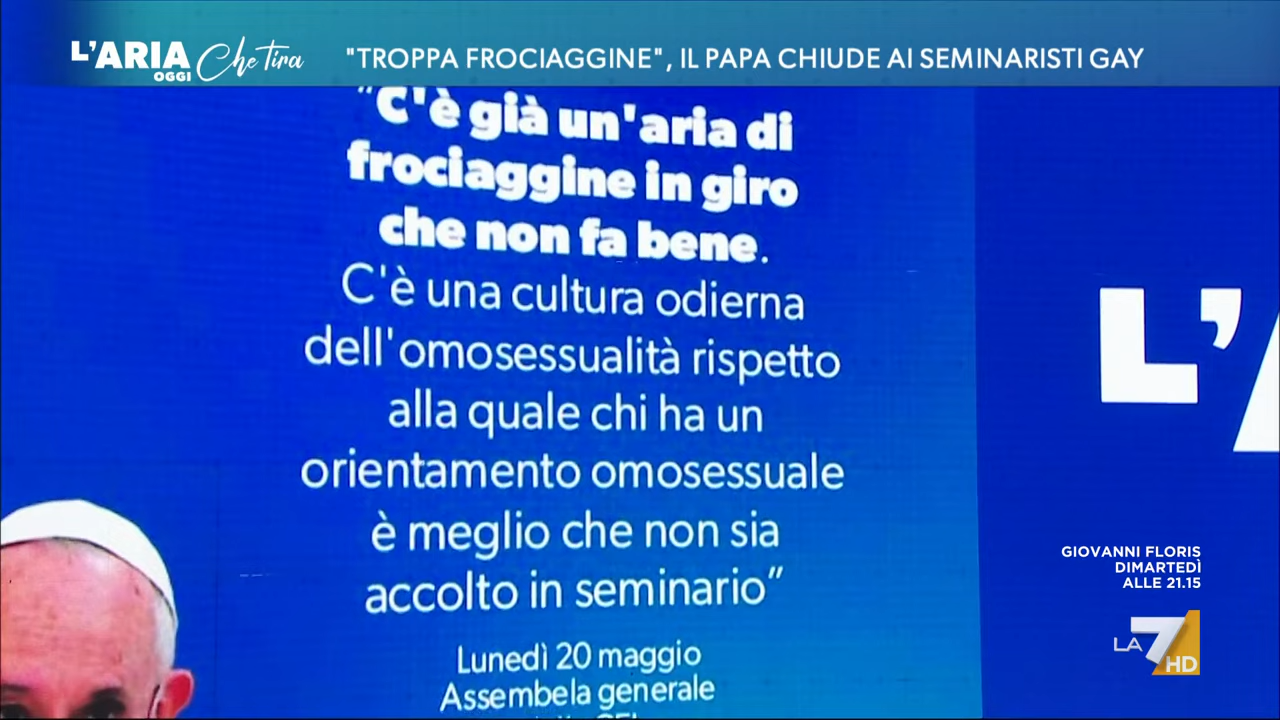 L'ARIA
OGGI
Che tira
"TROPPA FROCIAGGINE", IL PAPA CHIUDE AI SEMINARISTI GAY
"C'è già un'aria di
frociaggine in giro
che non fa bene.
C'è una cultura odierna
dell'omosessualità rispetto
alla quale chi ha un
orientamento omosessuale
è meglio che non sia
accolto in seminario"
Lunedì 20 maggio
Assembela generale
L'A
GIOVANNI FLORIS
DIMARTEDÌ
ALLE 21.15
LA 7 HD